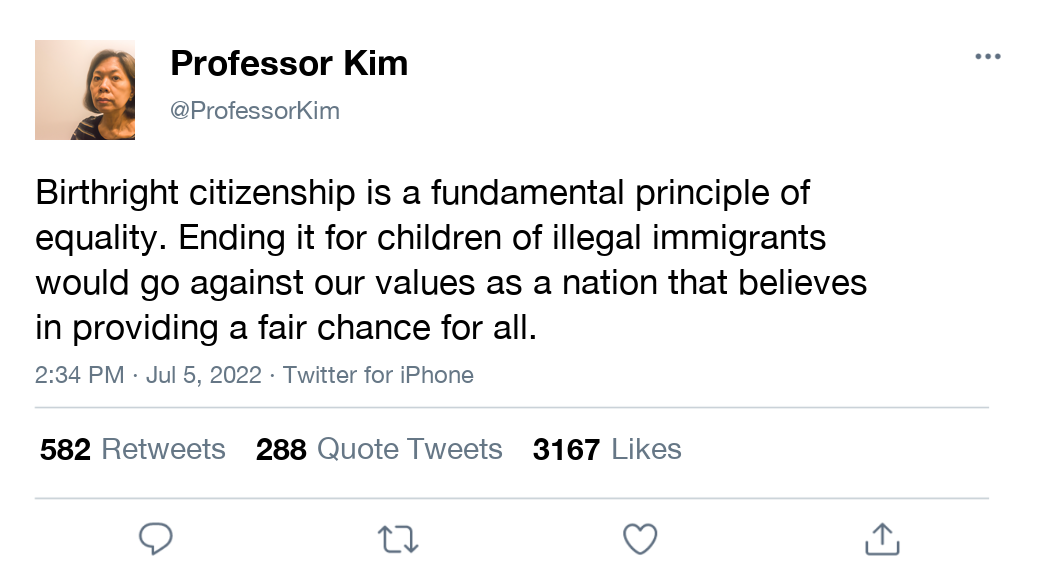 Professor Kim
@ProfessorKim
Birthright citizenship is a fundamental principle of
equality. Ending it for children of illegal immigrants
would go against our values as a nation that believes
in providing a fair chance for all.
2:34 PM · Jul 5, 2022 · Twitter for iPhone
582 Retweets 288 Quote Tweets 3167 Likes